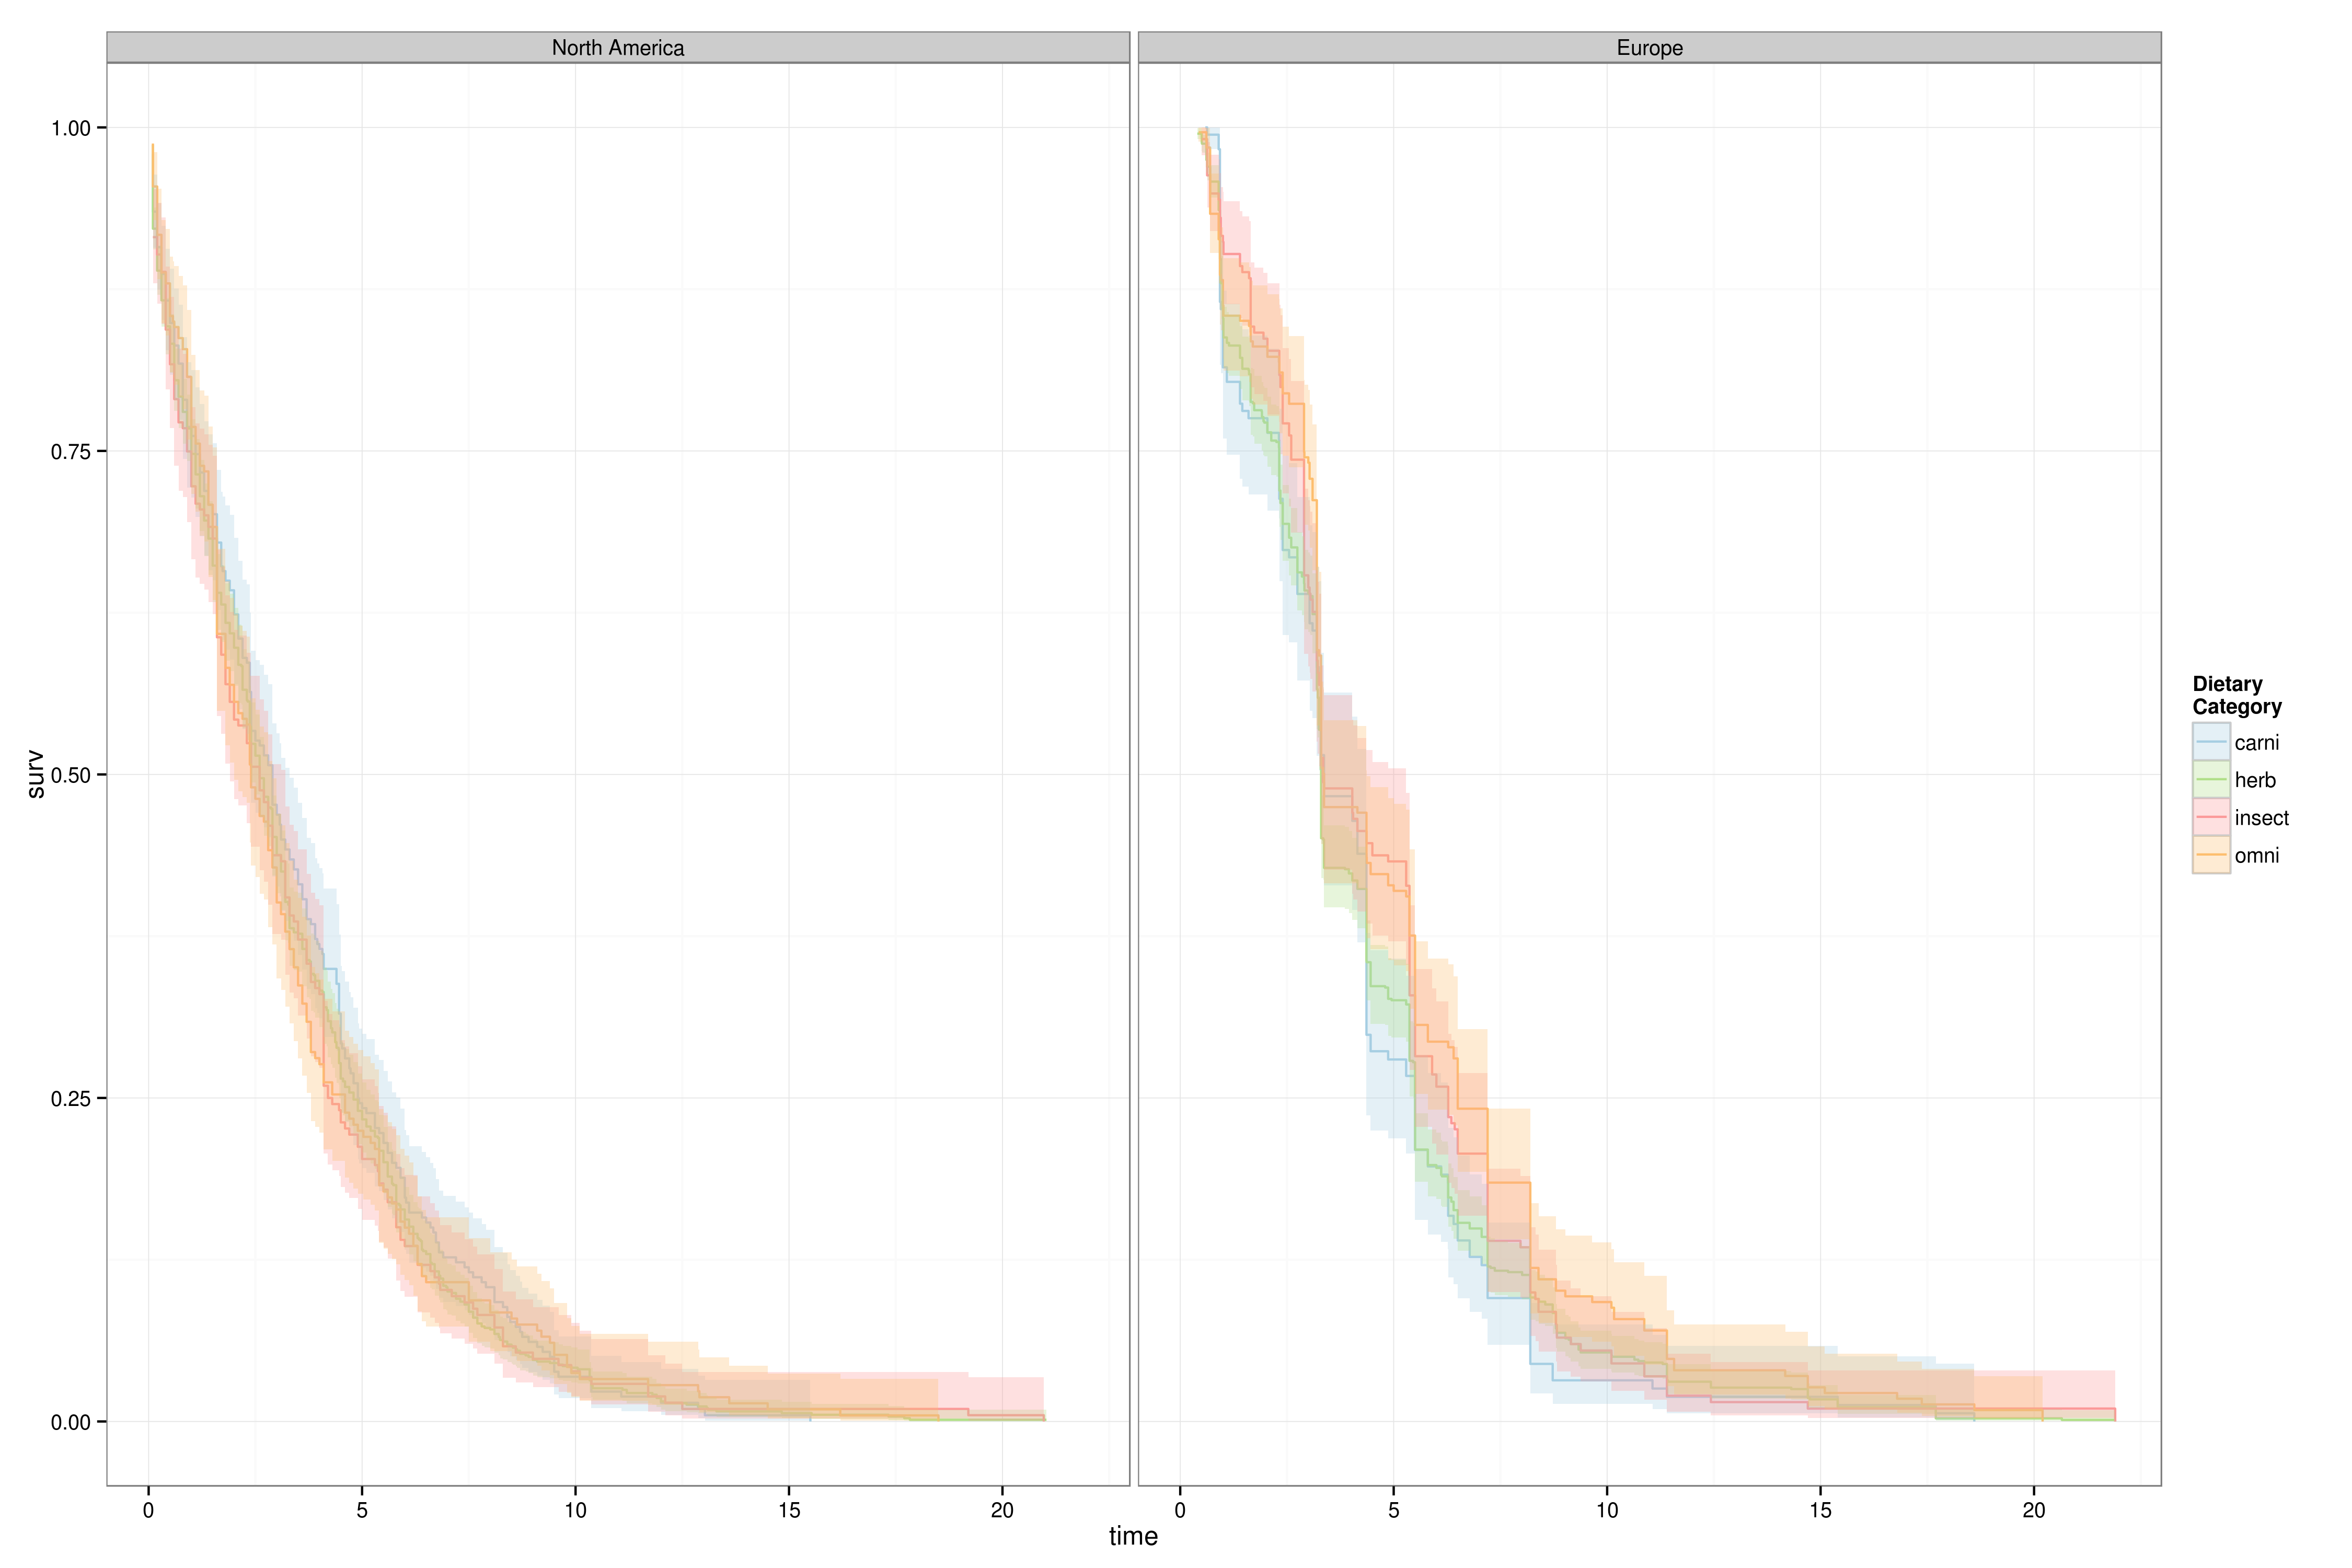 North America
Europe
1.00
0.75
0.50
0.25
0.00
surv
0 5 10 15 20
0 5 10 15 20
time
Dietary
Category
carni
herb
insect
omni